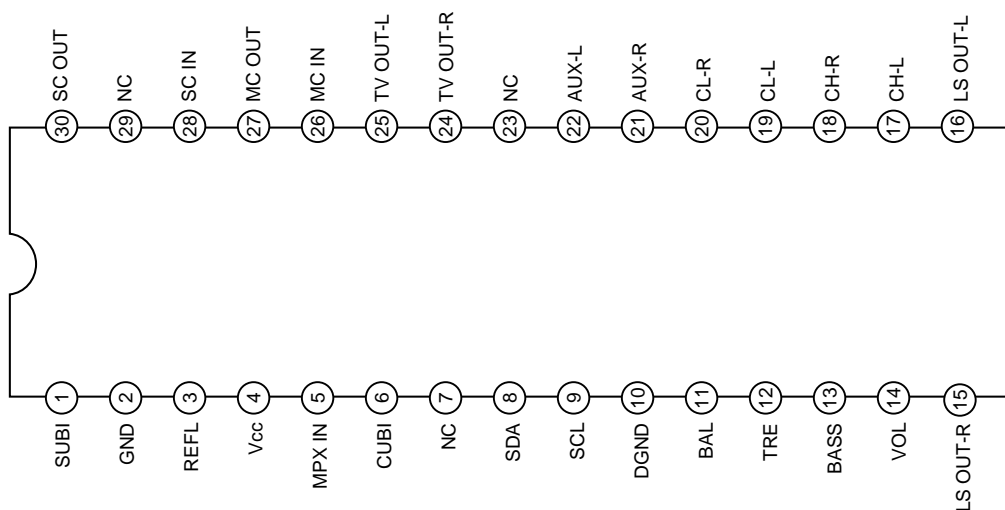 30 SC OUT
29 NC
28 SC IN
27 MC OUT
26 MC IN
25 TV OUT-L
24 TV OUT-R
23 NC
22 AUX-L
21 AUX-R
20 CL-R
19 CL-L
18 CH-R
17 CH-L
16 LS OUT-L
SUBI 1
GND 2
REFL 3
Vcc 4
MPX IN 5
CUBI 6
NC 7
SDA 8
SCL 9
DGND 10
BAL 11
TRE 12
BASS 13
VOL 14
LS OUT-R 15